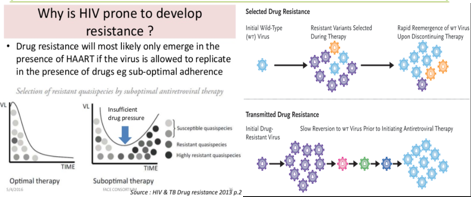 Why is HIV prone to develop
resistance ?
• Drug resistance will most likely only emerge in the
presence of HAART if the virus is allowed to replicate
in the presence of drugs eg sub-optimal adherence
Selection of resistant quasispecies by suboptimal antiviral therapy
VL
TIME
Optimal therapy
VL
Insufficient
drug pressure
TIME
Suboptimal therapy
Susceptible quasispecies
Resistant quasispecies
Highly resistant quasispecies
Source : HIV & TB Drug resistance 2013 p.2
Selected Drug Resistance
Initial Wild-Type
(WT) Virus
Resistant Variants Selected
During Therapy
Rapid Reemergence of WT Virus
Upon Discontinuing Therapy
Transmitted Drug Resistance
Initial Drug-
Resistant Virus
Slow Reversion to WT Virus Prior to Initiating Antiretroviral Therapy